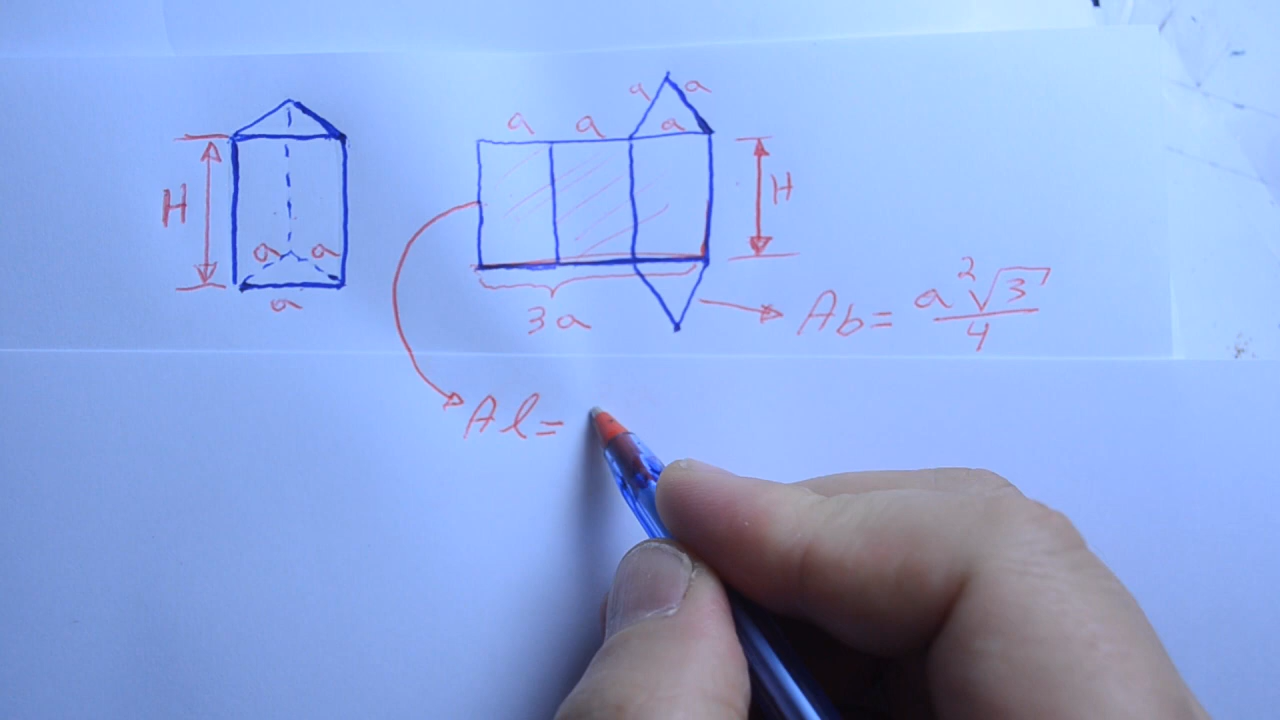 a a
a a a
H
H
a a
a
3a
Ab = a²√3/4
Al =